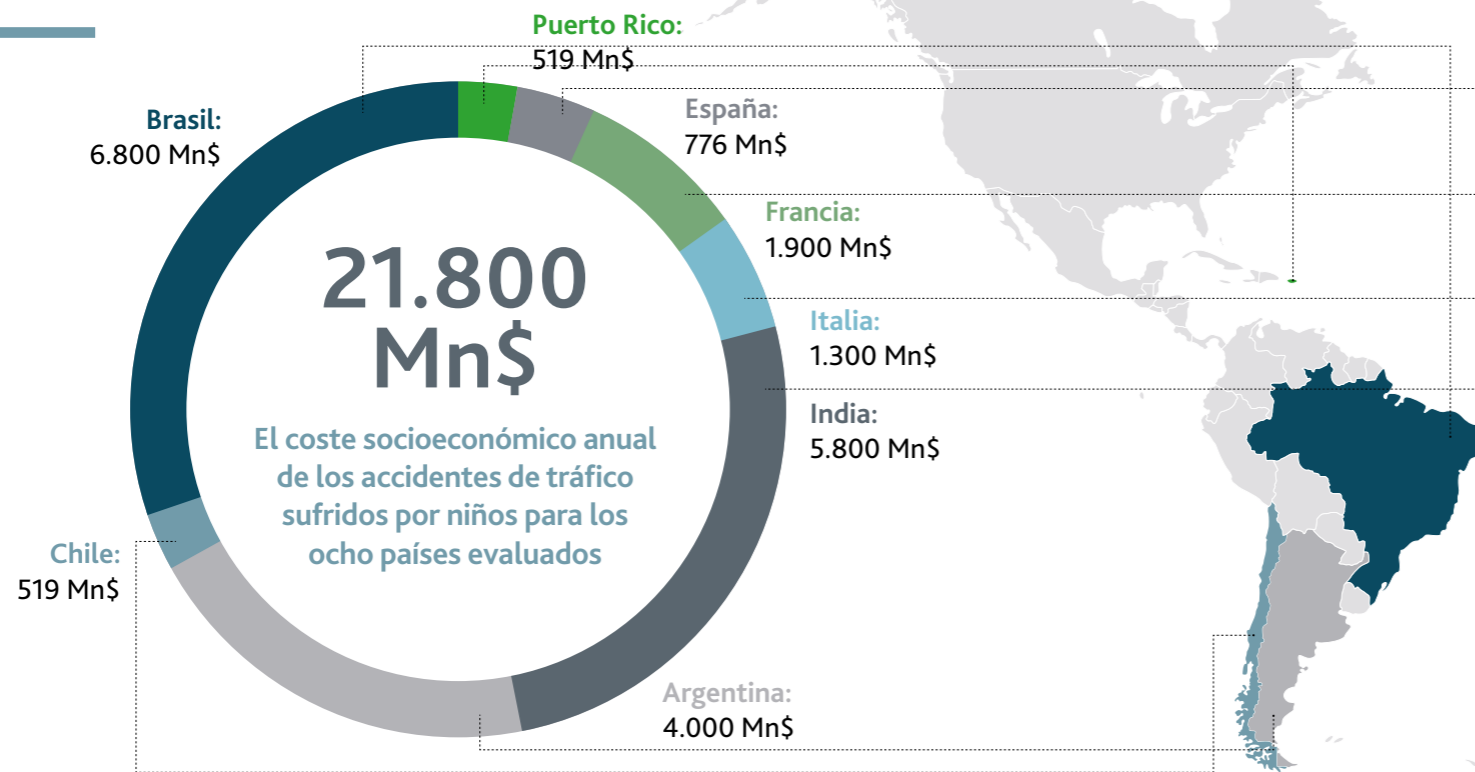 Puerto Rico:
519 Mn$
Brasil:
6.800 Mn$
España:
776 Mn$
Francia:
1.900 Mn$
Italia:
1.300 Mn$
India:
5.800 Mn$
21.800
Mn$
El coste socioeconómico anual
de los accidentes de tráfico
sufridos por niños para los
ocho países evaluados
Chile:
519 Mn$
Argentina:
4.000 Mn$